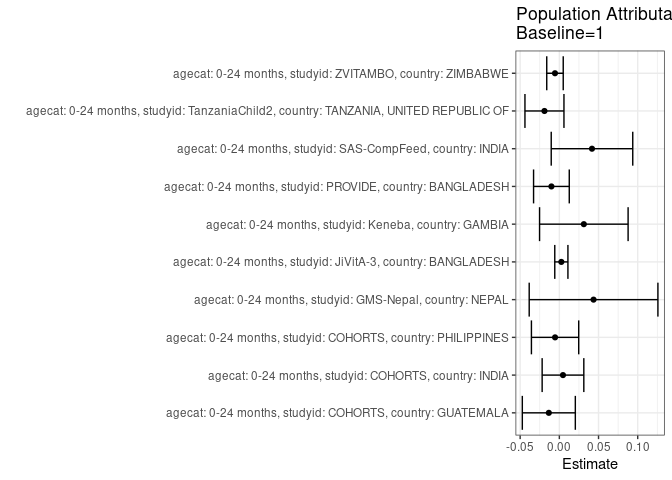 Population Attributa
Baseline=1
agecat: 0-24 months, studyid: ZVITAMBO, country: ZIMBABWE
agecat: 0-24 months, studyid: TanzaniaChild2, country: TANZANIA, UNITED REPUBLIC OF
agecat: 0-24 months, studyid: SAS-CompFeed, country: INDIA
agecat: 0-24 months, studyid: PROVIDE, country: BANGLADESH
agecat: 0-24 months, studyid: Keneba, country: GAMBIA
agecat: 0-24 months, studyid: JiVitA-3, country: BANGLADESH
agecat: 0-24 months, studyid: GMS-Nepal, country: NEPAL
agecat: 0-24 months, studyid: COHORTS, country: PHILIPPINES
agecat: 0-24 months, studyid: COHORTS, country: INDIA
agecat: 0-24 months, studyid: COHORTS, country: GUATEMALA
-0.05 0.00 0.05 0.10
Estimate